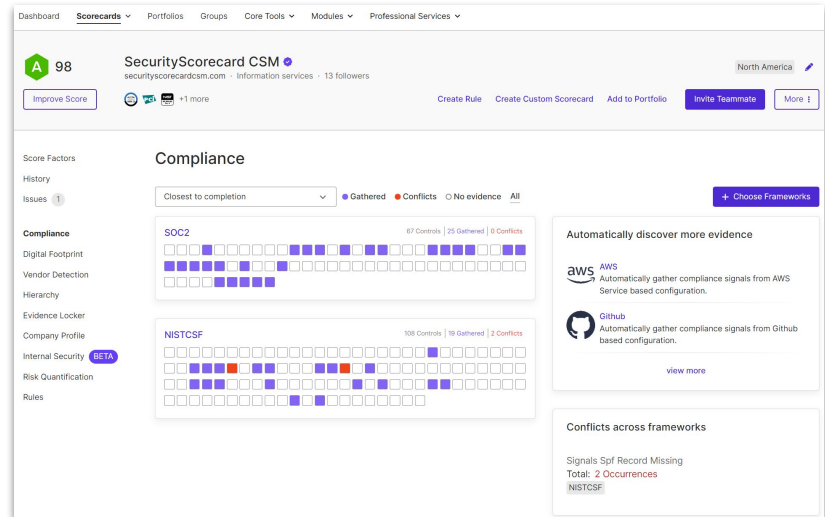 Dashboard Scorecards Portfolios Groups Core Tools Modules Professional Services
A 98
SecurityScorecard CSM
securityscorecardcsm.com · Information services · 13 followers
North America
Improve Score
+1 more
Create Rule Create Custom Scorecard Add to Portfolio Invite Teammate More
Score Factors
History
Issues 1
Compliance
Digital Footprint
Vendor Detection
Hierarchy
Evidence Locker
Company Profile
Internal Security BETA
Risk Quantification
Rules
Compliance
Closest to completion Gathered Conflicts No evidence All
+ Choose Frameworks
SOC2 67 Controls | 25 Gathered | 0 Conflicts
NISTCSF 108 Controls | 19 Gathered | 2 Conflicts
Automatically discover more evidence
aws
AWS
Automatically gather compliance signals from AWS
Service based configuration.
Github
Automatically gather compliance signals from Github
based configuration.
view more
Conflicts across frameworks
Signals Spf Record Missing
Total: 2 Occurrences
NISTCSF